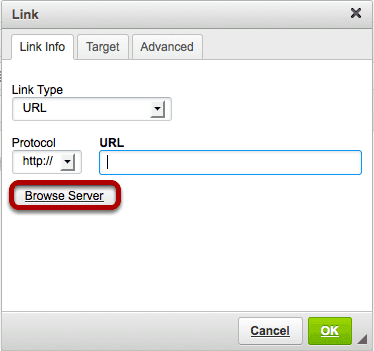 Link
Link Info Target Advanced
Link Type
URL
Protocol URL
http://
Browse Server
Cancel OK